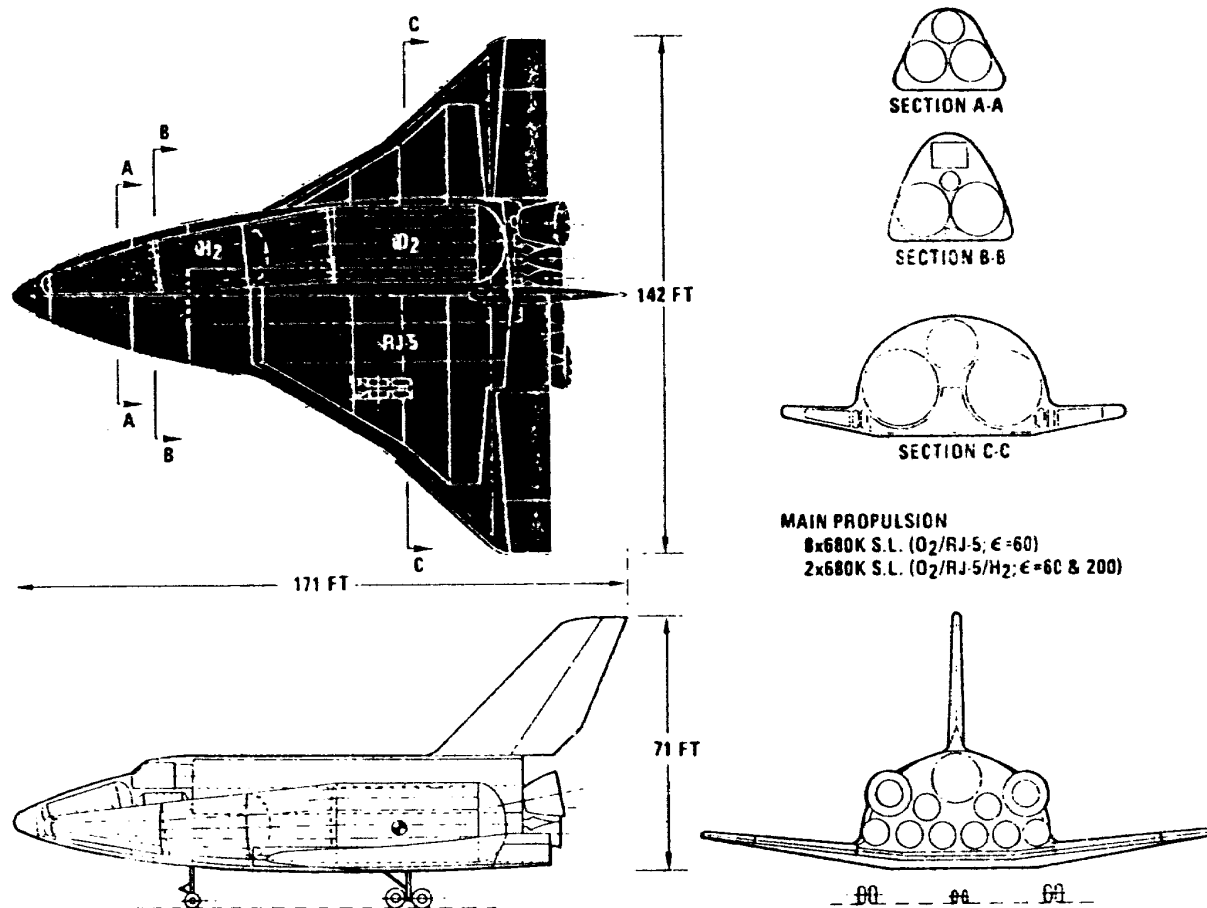 C
A
B
H2
O2
RJ-5
A
B
C
142 FT
171 FT
SECTION A-A
SECTION B-B
SECTION C-C
MAIN PROPULSION
8x680K S.L. (O2/RJ-5; ϵ=60)
2x680K S.L. (O2/RJ-5/H2; ϵ=60 & 200)
71 FT